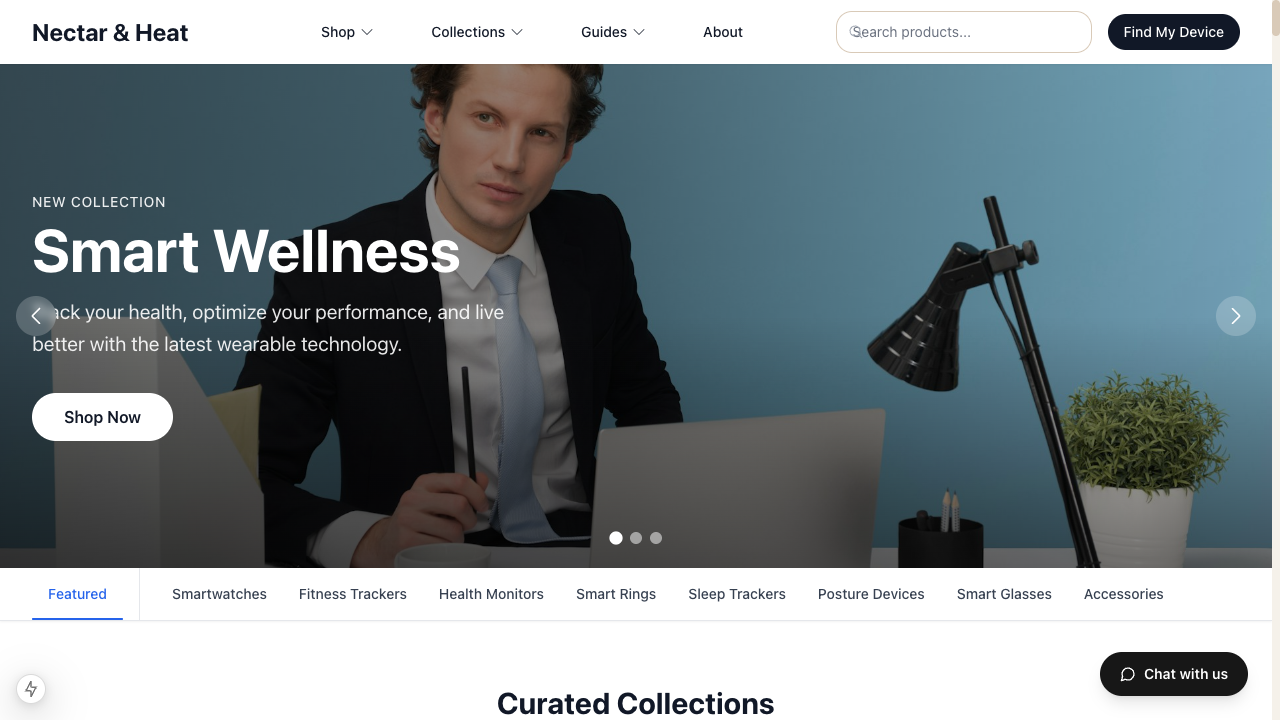 Nectar & Heat
Shop
Collections
Guides
About
Search products...
Find My Device
NEW COLLECTION
Smart Wellness
ack your health, optimize your performance, and live
better with the latest wearable technology.
Shop Now
Featured
Smartwatches
Fitness Trackers
Health Monitors
Smart Rings
Sleep Trackers
Posture Devices
Smart Glasses
Accessories
Curated Collections
Chat with us